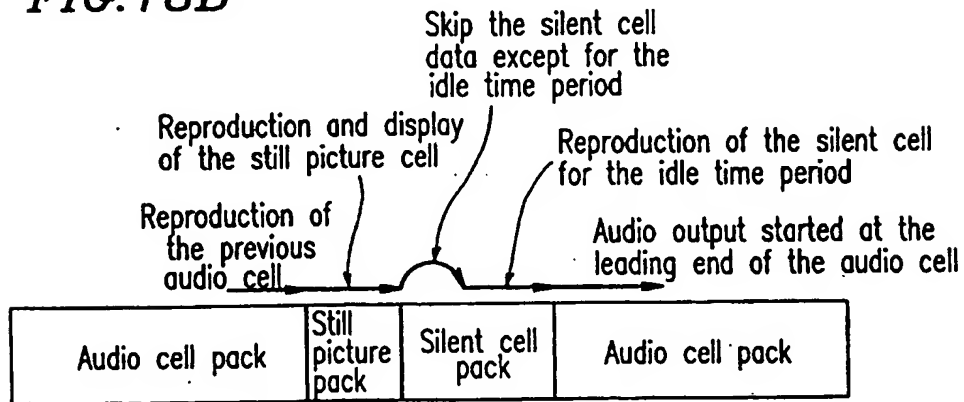 FIG. 78B
Skip the silent cell
data except for the
idle time period
Reproduction and display
of the still picture cell
Reproduction of the silent cell
for the idle time period
Reproduction of
the previous
audio cell
Audio output started at the
leading end of the audio cell
Audio cell pack
Still
picture
pack
Silent cell
pack
Audio cell pack